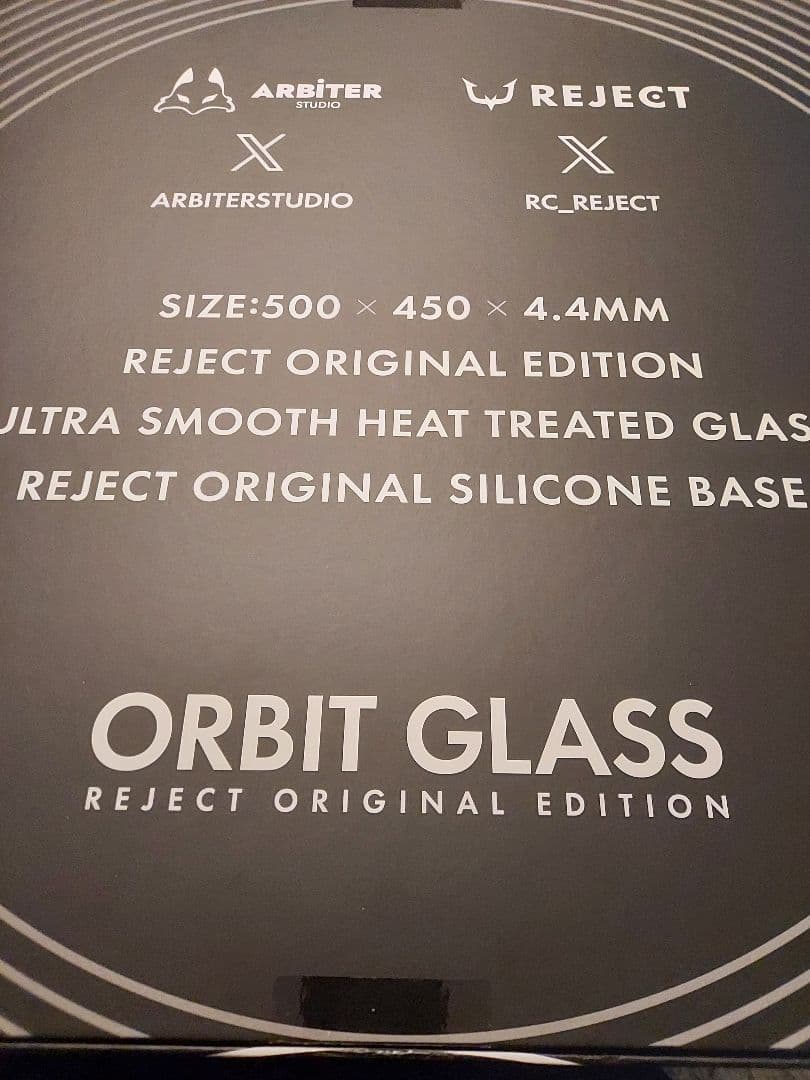 ARBITER REJECT
STUDIO
X X
ARBITERSTUDIO RC_REJECT
SIZE:500 × 450 × 4.4MM
REJECT ORIGINAL EDITION
ULTRA SMOOTH HEAT TREATED GLAS
REJECT ORIGINAL SILICONE BASE
ORBIT GLASS
REJECT ORIGINAL EDITION